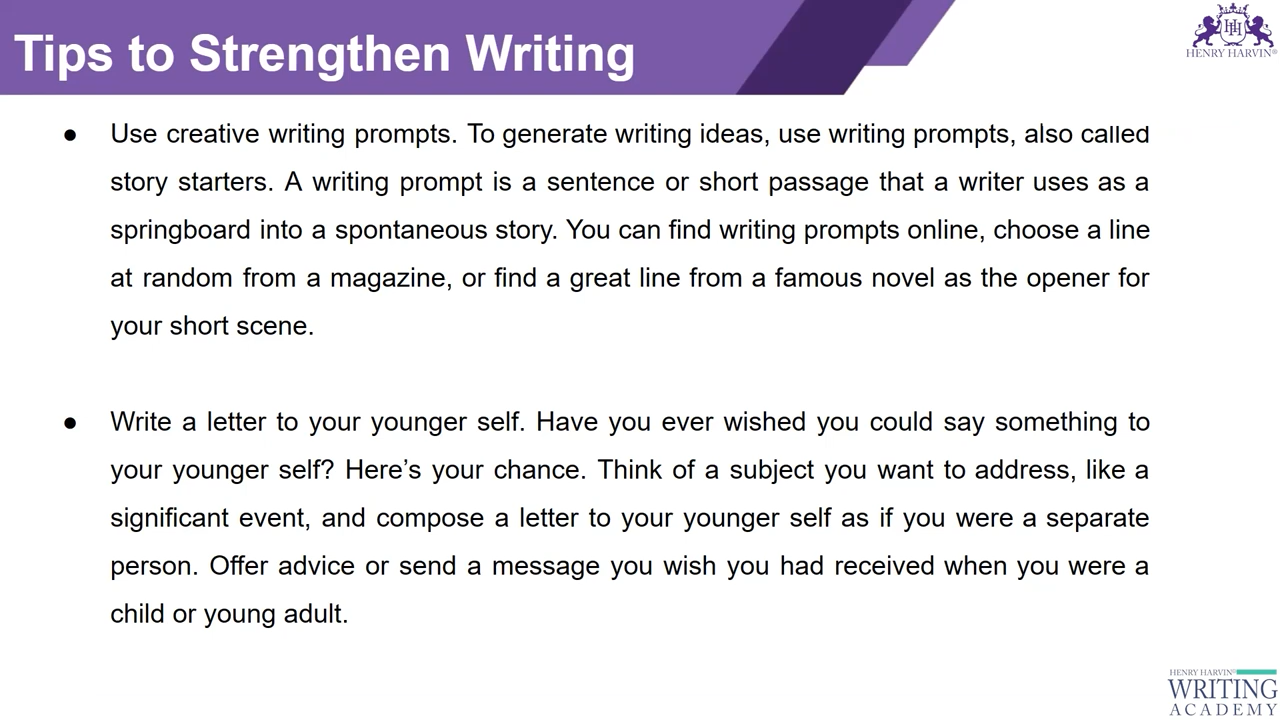 Tips to Strengthen Writing
HENRY HARVIN®
● Use creative writing prompts. To generate writing ideas, use writing prompts, also called
story starters. A writing prompt is a sentence or short passage that a writer uses as a
springboard into a spontaneous story. You can find writing prompts online, choose a line
at random from a magazine, or find a great line from a famous novel as the opener for
your short scene.
● Write a letter to your younger self. Have you ever wished you could say something to
your younger self? Here’s your chance. Think of a subject you want to address, like a
significant event, and compose a letter to your younger self as if you were a separate
person. Offer advice or send a message you wish you had received when you were a
child or young adult.
HENRY HARVIN®
WRITING
ACADEMY